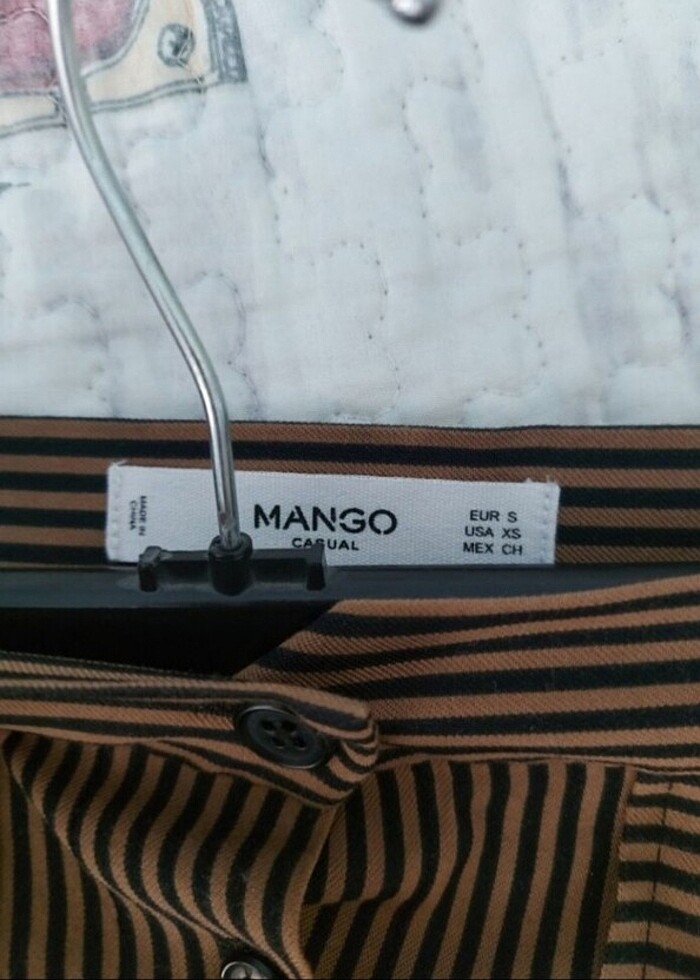 MADE IN
CHINA
MANGO
CASUAL
EUR S
USA XS
MEX CH